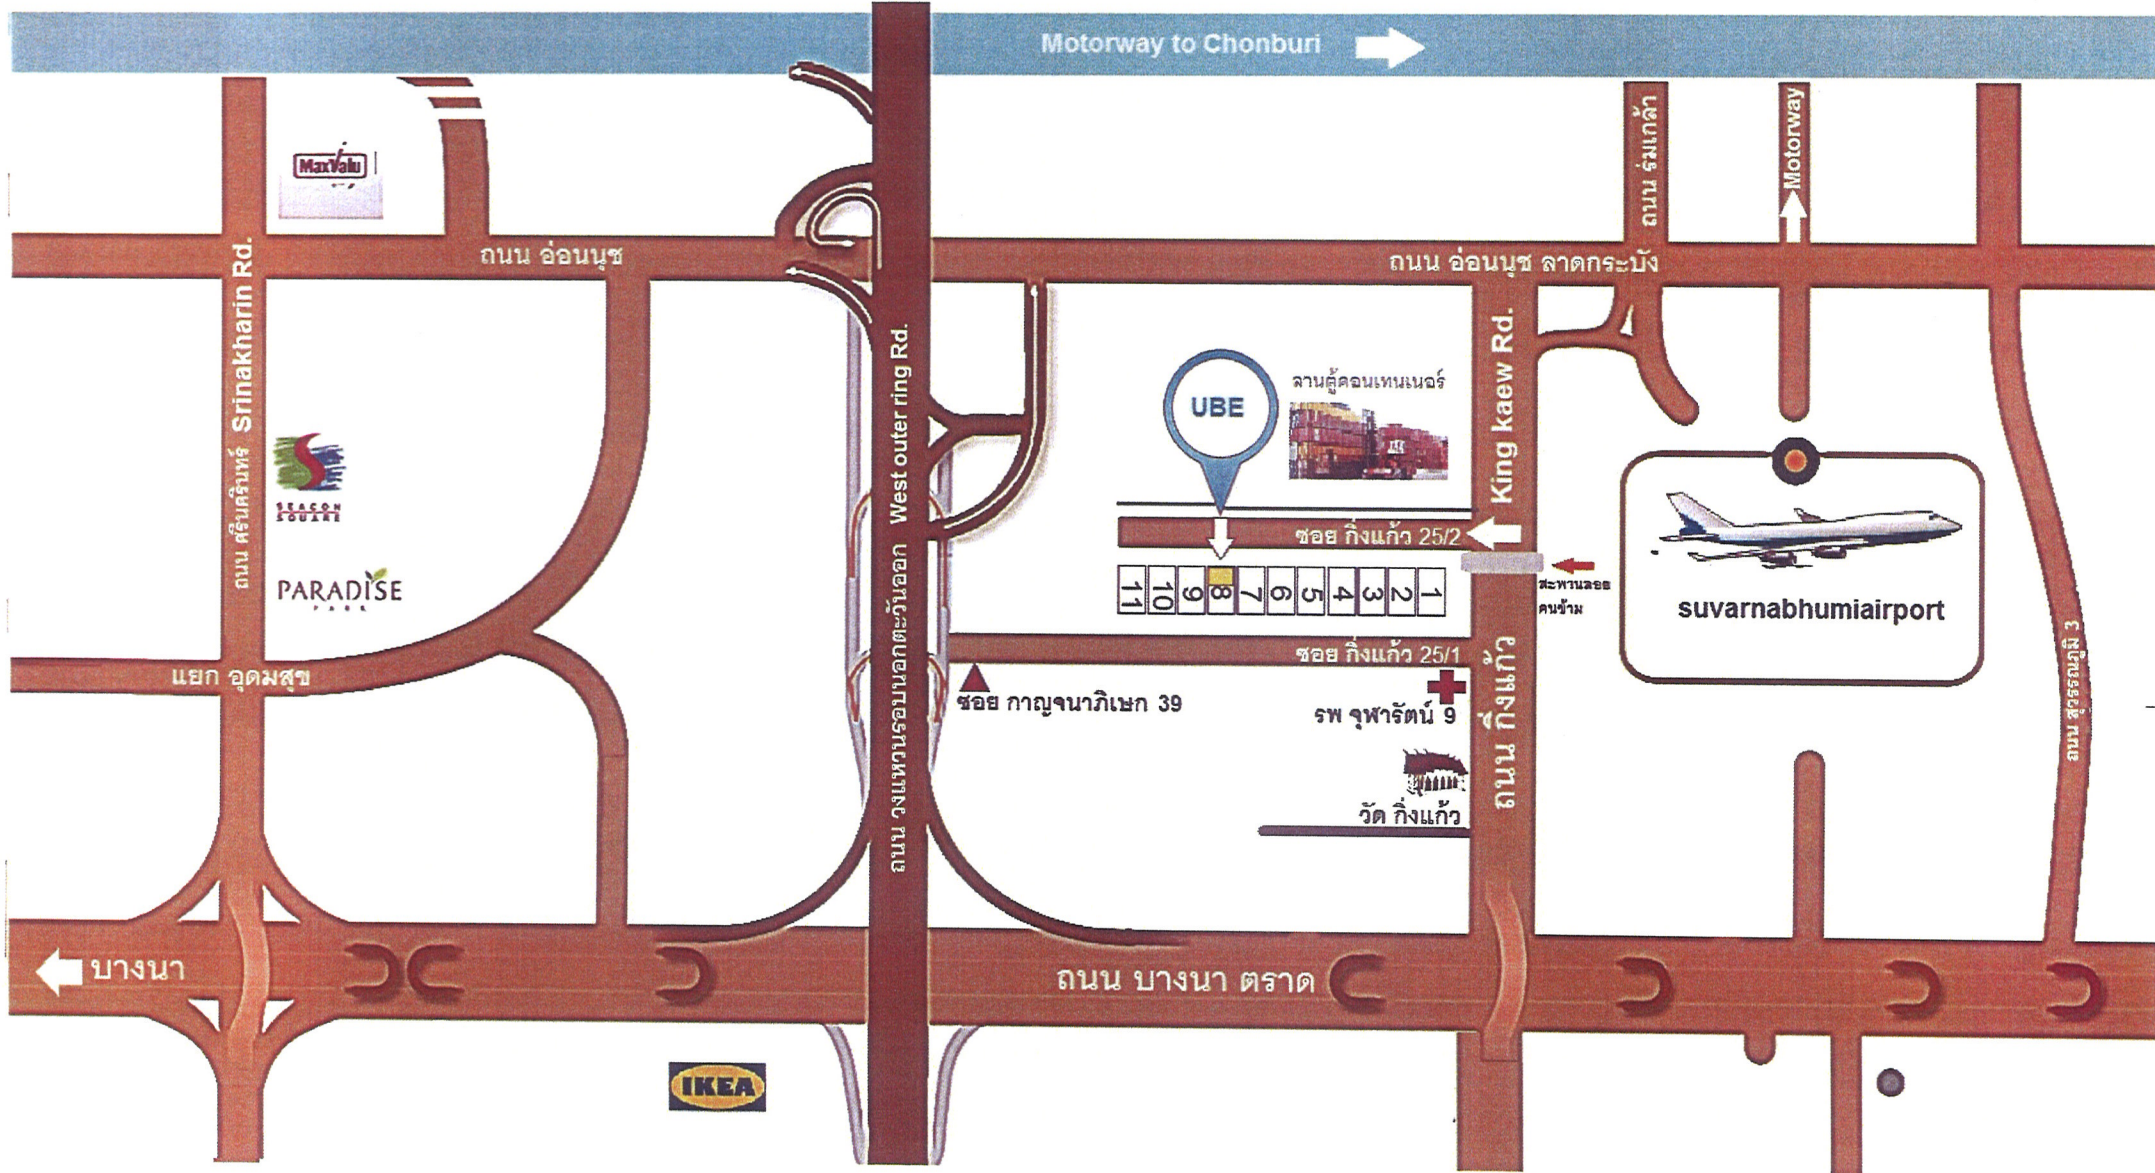 Motorway to Chonburi
MaxValu
ถนน ร่มเกล้า
Motorway
ถนน อ่อนนุช
ถนน อ่อนนุช ลาดกระบัง
ถนน ศรีนครินทร์ Srinakharin Rd.
SEACON
SQUARE
PARADISE
PARK
ถนน วงแหวนรอบนอกตะวันออก West outer ring Rd.
UBE
ลานตู้คอนเทนเนอร์
King kaew Rd.
ถนน กิ่งแก้ว
ซอย กิ่งแก้ว 25/2
สะพานลอย
คนข้าม
11 10 9 8 7 6 5 4 3 2 1
suvarnabhumiairport
ซอย กิ่งแก้ว 25/1
แยก อุดมสุข
ซอย กาญจนาภิเษก 39
รพ จุฬารัตน์ 9
ถนน สุวรรณภูมิ 3
วัด กิ่งแก้ว
บางนา
ถนน บางนา ตราด
IKEA